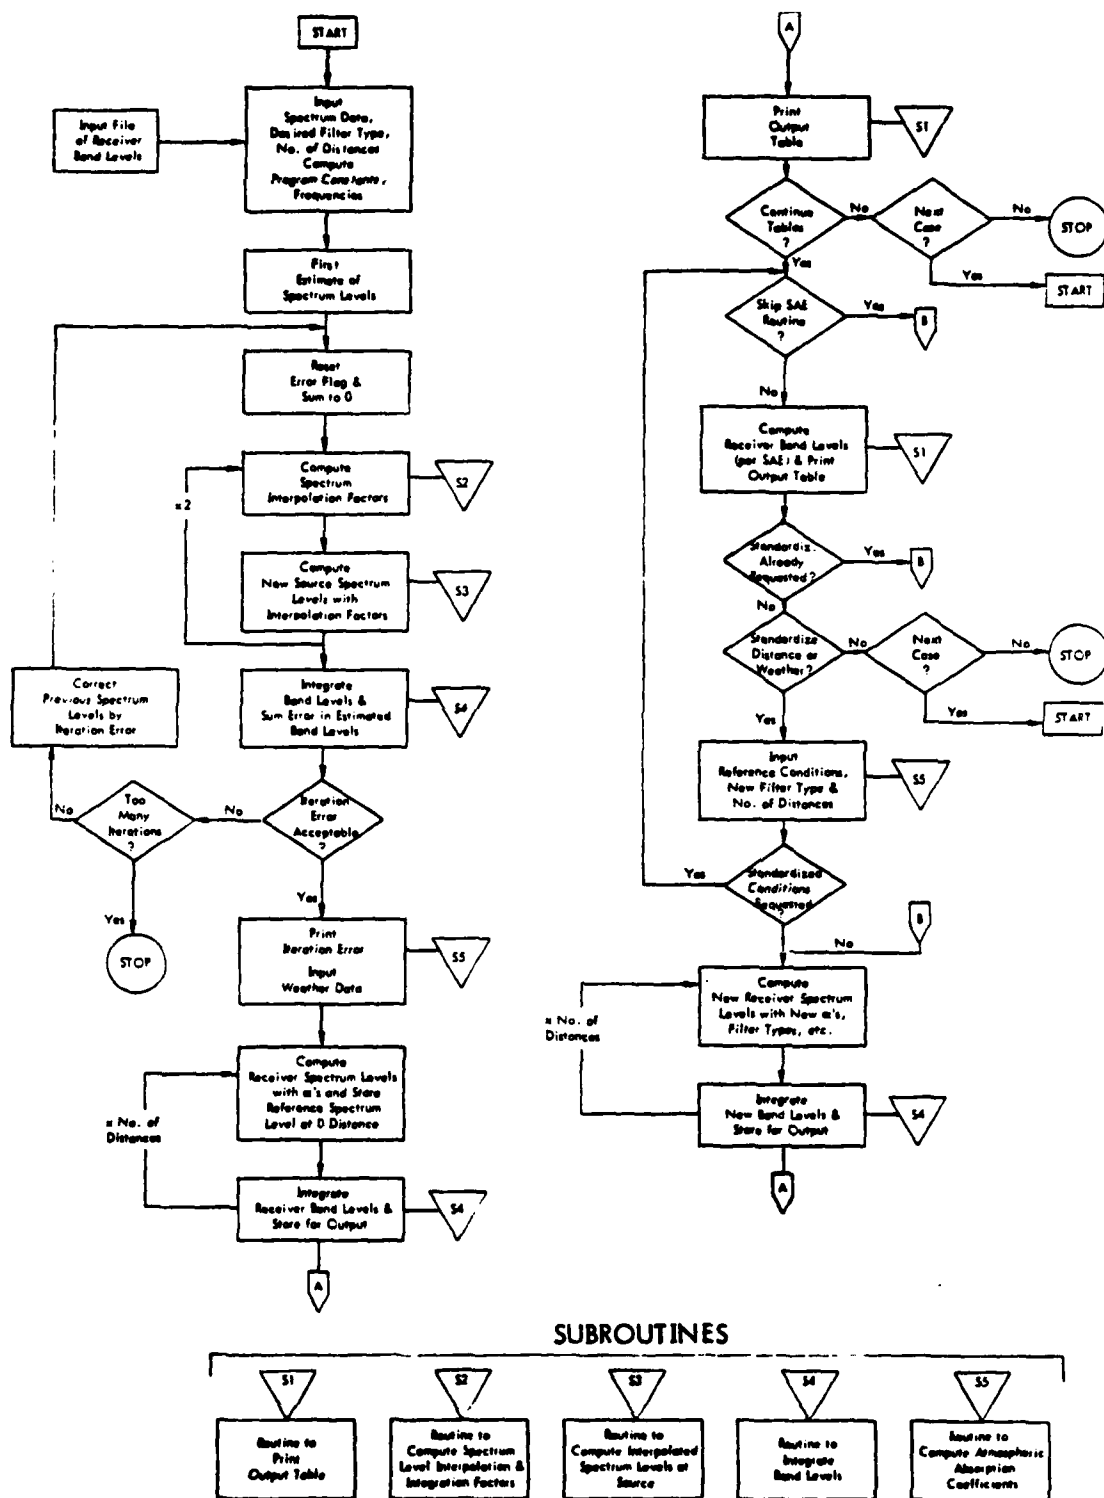 START
Input File
of Receiver
Band Levels
Input
Spectrum Data,
Desired Filter Type,
No. of Distances
Compute
Program Constants,
Frequencies
First
Estimate of
Spectrum Levels
Reset
Error Flag &
Sum to 0
Compute
Spectrum
Interpolation Factors
S2
x 2
Compute
New Source Spectrum
Levels with
Interpolation Factors
S3
Integrate
Band Levels &
Sum Error in Estimated
Band Levels
S4
Correct
Previous Spectrum
Levels by
Iteration Error
Too
Many
Iterations
?
No
No
Iteration
Error
Acceptable
?
Yes
STOP
Yes
Print
Iteration Error
Input
Weather Data
S5
Compute
Receiver Spectrum Levels
with α's and Store
Reference Spectrum
Level at 0 Distance
x No. of
Distances
Integrate
Receiver Band Levels &
Store for Output
S4
A
A
Print
Output
Table
S1
Continue
Tables
?
No
Next
Case
?
No
STOP
Yes
START
Yes
Skip SAE
Routine
?
Yes
B
No
Compute
Receiver Band Levels
(per SAE) & Print
Output Table
S1
Standardiz.
Already
Requested?
Yes
B
No
Standardize
Distance or
Weather?
No
Next
Case
?
No
STOP
Yes
START
Yes
Input
Reference Conditions,
New Filter Type &
No. of Distances
S5
Standardized
Conditions
Requested
?
Yes
No
B
Compute
New Receiver Spectrum
Levels with New α's,
Filter Types, etc.
x No. of
Distances
Integrate
New Band Levels &
Store for Output
S4
A
SUBROUTINES
S1
Routine to
Print
Output Table
S2
Routine to
Compute Spectrum
Level Interpolation &
Integration Factors
S3
Routine to
Compute Interpolated
Spectrum Levels at
Source
S4
Routine to
Integrate
Band Levels
S5
Routine to
Compute Atmospheric
Absorption
Coefficients